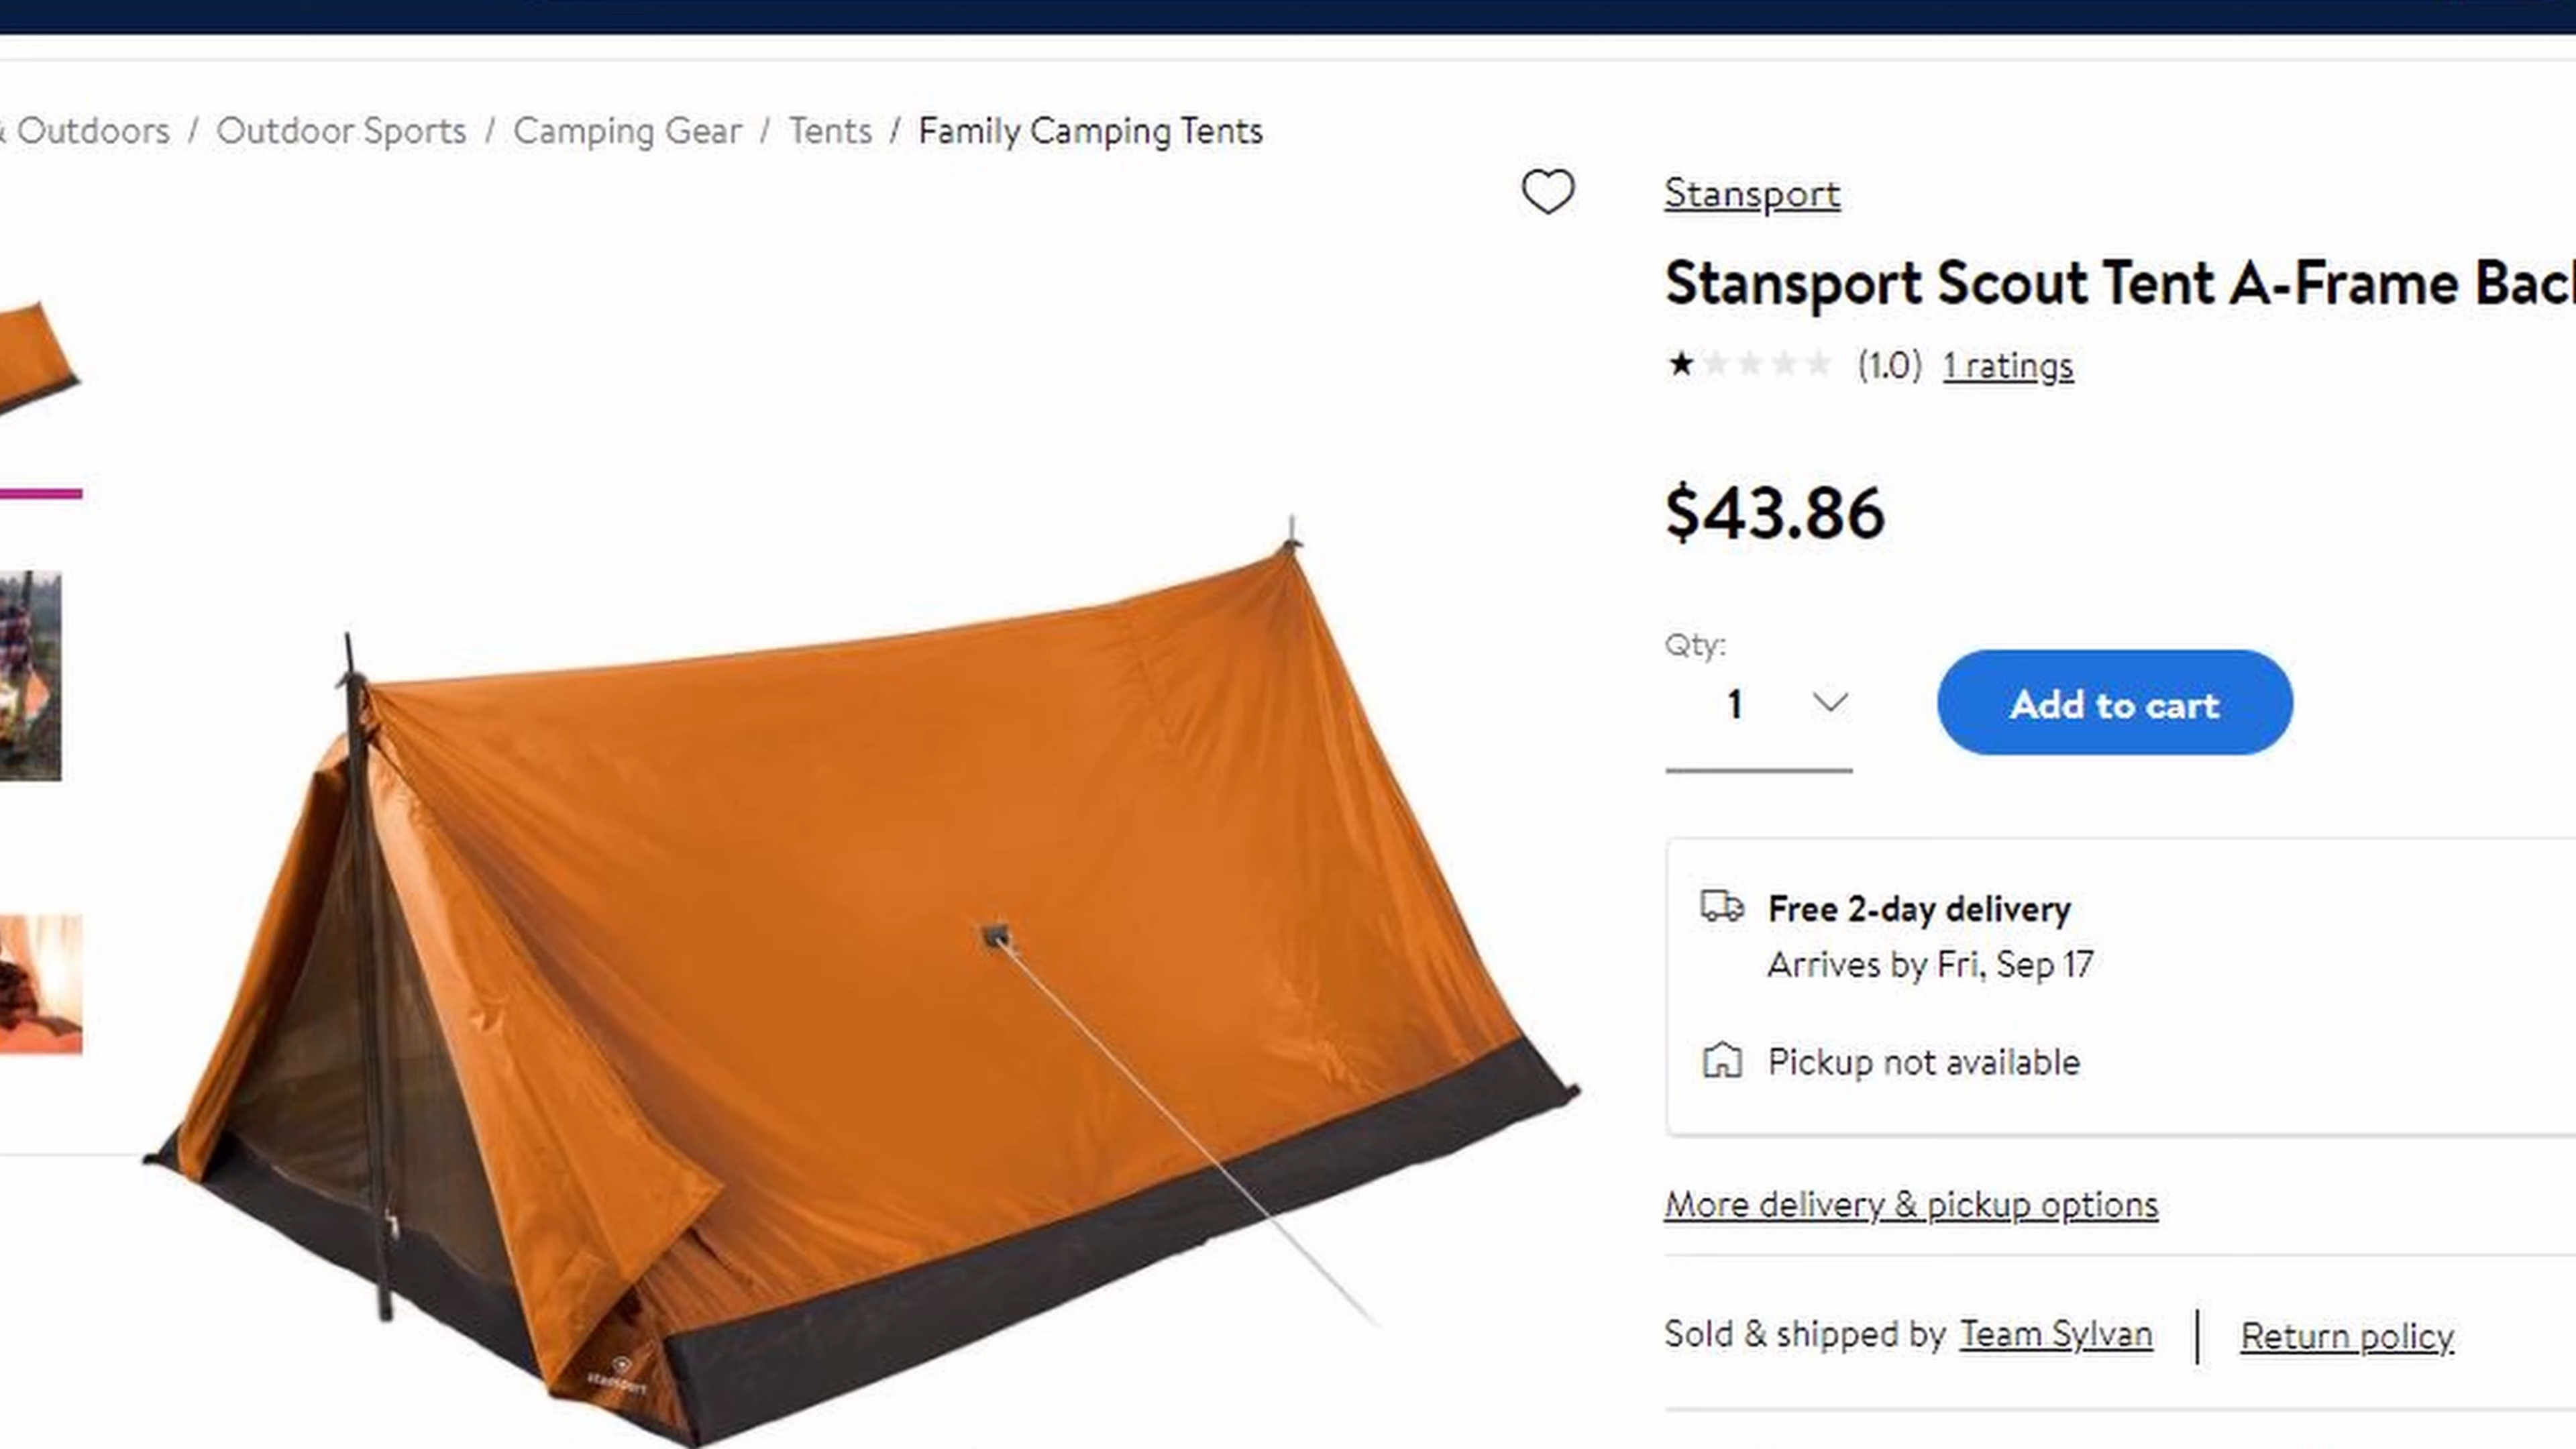 & Outdoors / Outdoor Sports / Camping Gear / Tents / Family Camping Tents
Stansport
Stansport Scout Tent A-Frame Back
(1.0) 1 ratings
$43.86
Qty:
1
Add to cart
Free 2-day delivery
Arrives by Fri, Sep 17
Pickup not available
More delivery & pickup options
Sold & shipped by Team Sylvan | Return policy
stansport